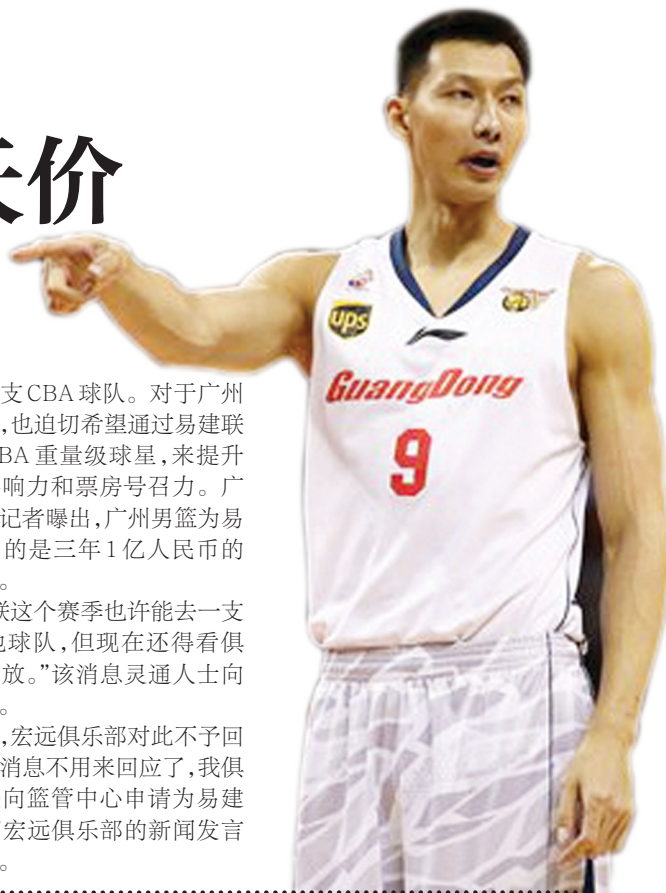 天价
支CBA球队。对于广州
,也迫切希望通过易建联
BA重量级球星,来提升
响力和票房号召力。广
记者曝出,广州男篮为易
的是三年1亿人民币的
。
联这个赛季也许能去一支
他球队,但现在还得看俱
放。”该消息灵通人士向
。
,宏远俱乐部对此不予回
消息不用来回应了,我俱
向篮管中心申请为易建
宏远俱乐部的新闻发言
。
ups
GuangDong
9